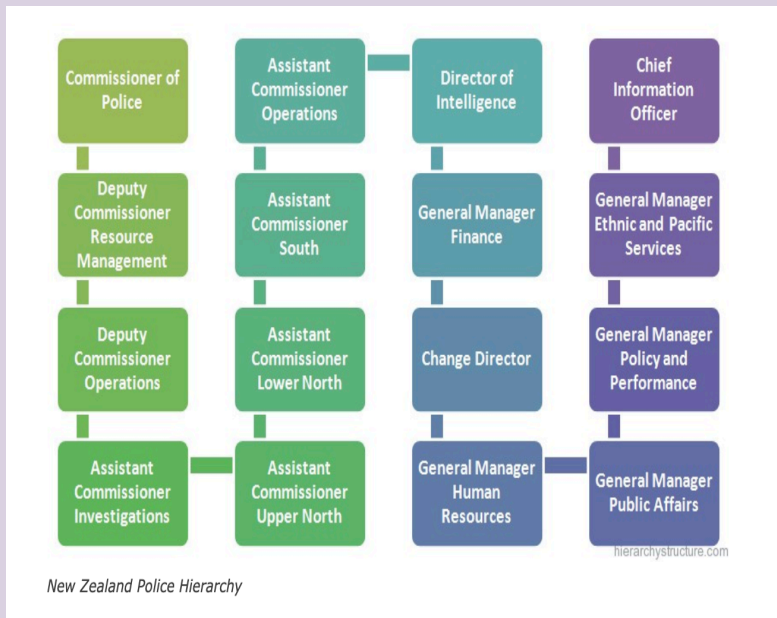 Commissioner of
Police
Deputy
Commissioner
Resource
Management
Deputy
Commissioner
Operations
Assistant
Commissioner
Investigations
Assistant
Commissioner
Upper North
Assistant
Commissioner
Lower North
Assistant
Commissioner
South
Assistant
Commissioner
Operations
Director of
Intelligence
General Manager
Finance
Change Director
General Manager
Human
Resources
General Manager
Public Affairs
General Manager
Policy and
Performance
General Manager
Ethnic and Pacific
Services
Chief
Information
Officer
hierarchystructure.com
New Zealand Police Hierarchy